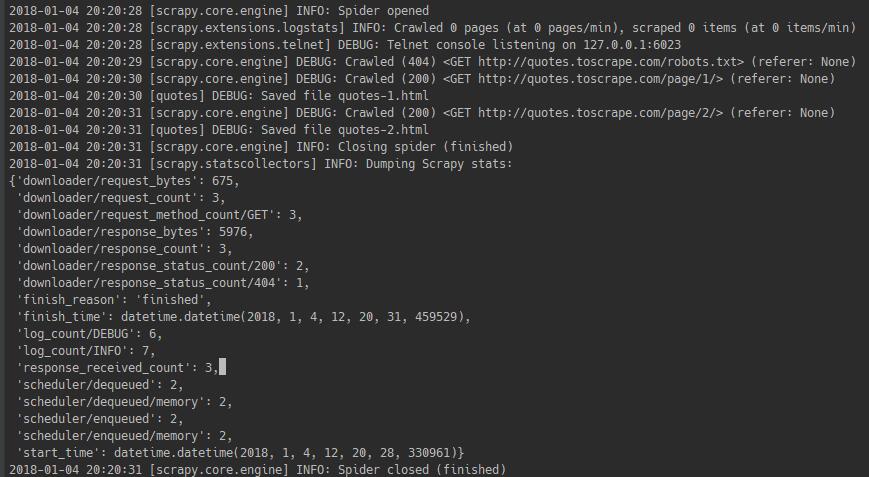 2018-01-04 20:20:28 [scrapy.core.engine] INFO: Spider opened
2018-01-04 20:20:28 [scrapy.extensions.logstats] INFO: Crawled 0 pages (at 0 pages/min), scraped 0 items (at 0 items/min)
2018-01-04 20:20:28 [scrapy.extensions.telnet] DEBUG: Telnet console listening on 127.0.0.1:6023
2018-01-04 20:20:29 [scrapy.core.engine] DEBUG: Crawled (404) <GET http://quotes.toscrape.com/robots.txt> (referer: None)
2018-01-04 20:20:30 [scrapy.core.engine] DEBUG: Crawled (200) <GET http://quotes.toscrape.com/page/1/> (referer: None)
2018-01-04 20:20:30 [quotes] DEBUG: Saved file quotes-1.html
2018-01-04 20:20:31 [scrapy.core.engine] DEBUG: Crawled (200) <GET http://quotes.toscrape.com/page/2/> (referer: None)
2018-01-04 20:20:31 [quotes] DEBUG: Saved file quotes-2.html
2018-01-04 20:20:31 [scrapy.core.engine] INFO: Closing spider (finished)
2018-01-04 20:20:31 [scrapy.statscollectors] INFO: Dumping Scrapy stats:
{'downloader/request_bytes': 675,
 'downloader/request_count': 3,
 'downloader/request_method_count/GET': 3,
 'downloader/response_bytes': 5976,
 'downloader/response_count': 3,
 'downloader/response_status_count/200': 2,
 'downloader/response_status_count/404': 1,
 'finish_reason': 'finished',
 'finish_time': datetime.datetime(2018, 1, 4, 12, 20, 31, 459529),
 'log_count/DEBUG': 6,
 'log_count/INFO': 7,
 'response_received_count': 3,
 'scheduler/dequeued': 2,
 'scheduler/dequeued/memory': 2,
 'scheduler/enqueued': 2,
 'scheduler/enqueued/memory': 2,
 'start_time': datetime.datetime(2018, 1, 4, 12, 20, 28, 330961)}
2018-01-04 20:20:31 [scrapy.core.engine] INFO: Spider closed (finished)